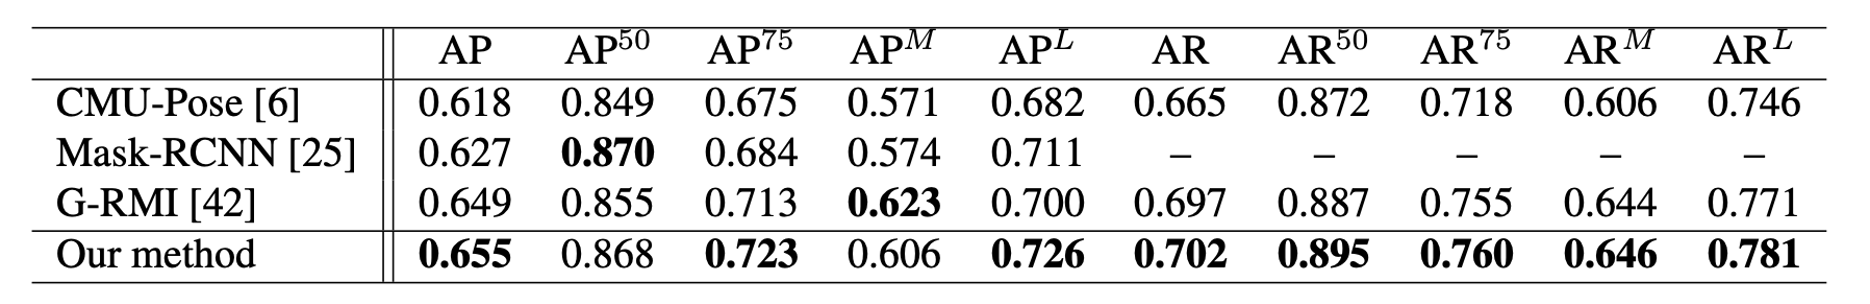 AP AP^50 AP^75 AP^M AP^L AR AR^50 AR^75 AR^M AR^L
CMU-Pose [6] 0.618 0.849 0.675 0.571 0.682 0.665 0.872 0.718 0.606 0.746
Mask-RCNN [25] 0.627 0.870 0.684 0.574 0.711 – – – – –
G-RMI [42] 0.649 0.855 0.713 0.623 0.700 0.697 0.887 0.755 0.644 0.771
Our method 0.655 0.868 0.723 0.606 0.726 0.702 0.895 0.760 0.646 0.781